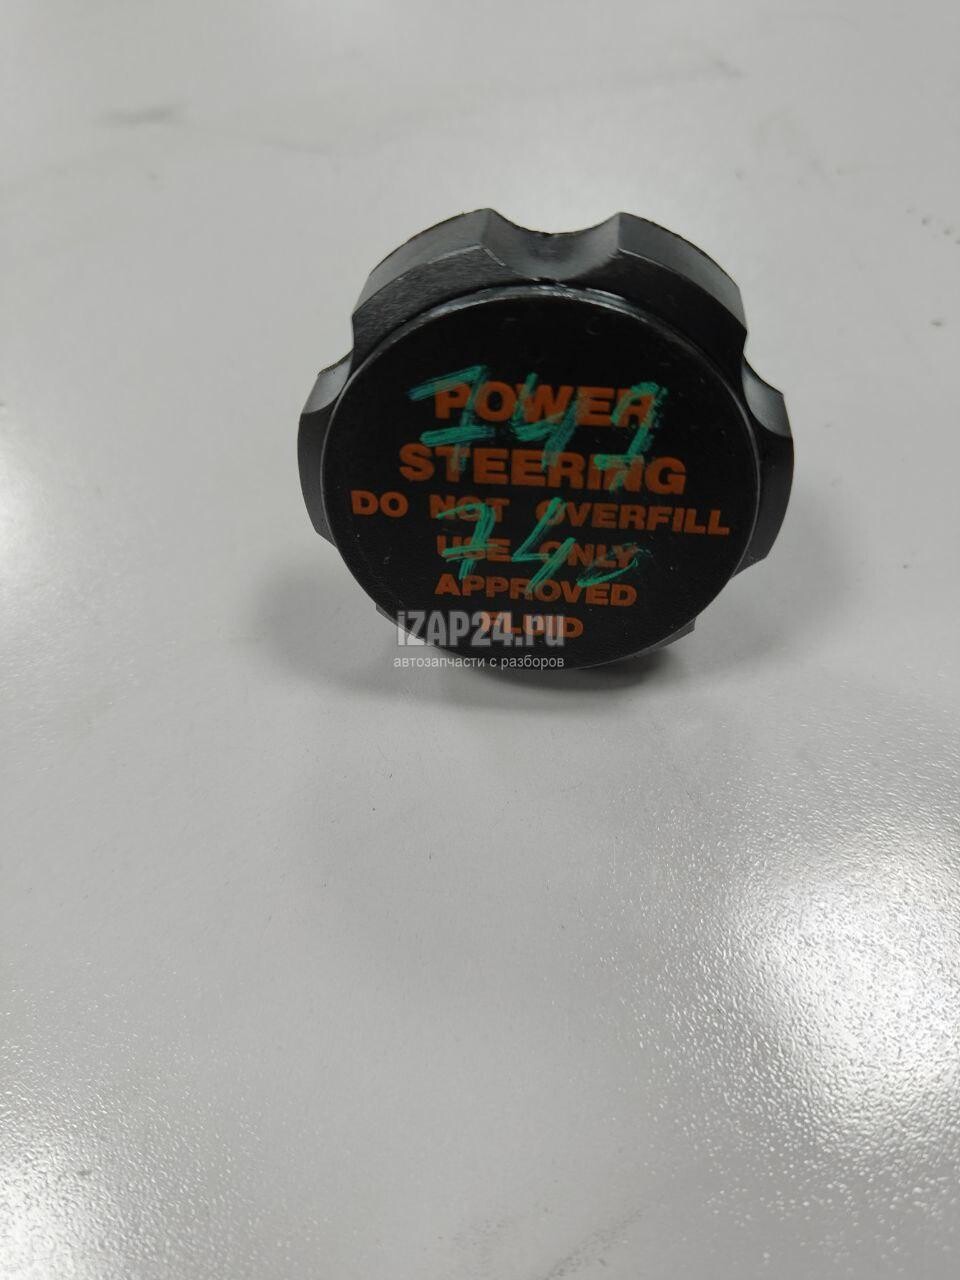 POWER
STEERING
DO NOT OVERFILL
USE ONLY
APPROVED
FLUID
iZAP24.ru
автозапчасти с разборов